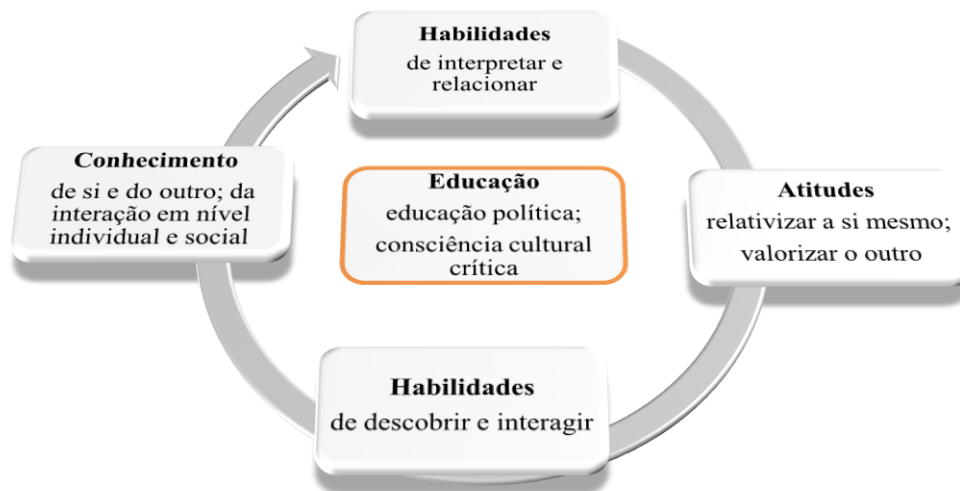 Habilidades
de interpretar e
relacionar
Conhecimento
de si e do outro; da
interação em nível
individual e social
Educação
educação política;
consciência cultural
crítica
Atitudes
relativizar a si mesmo;
valorizar o outro
Habilidades
de descobrir e interagir